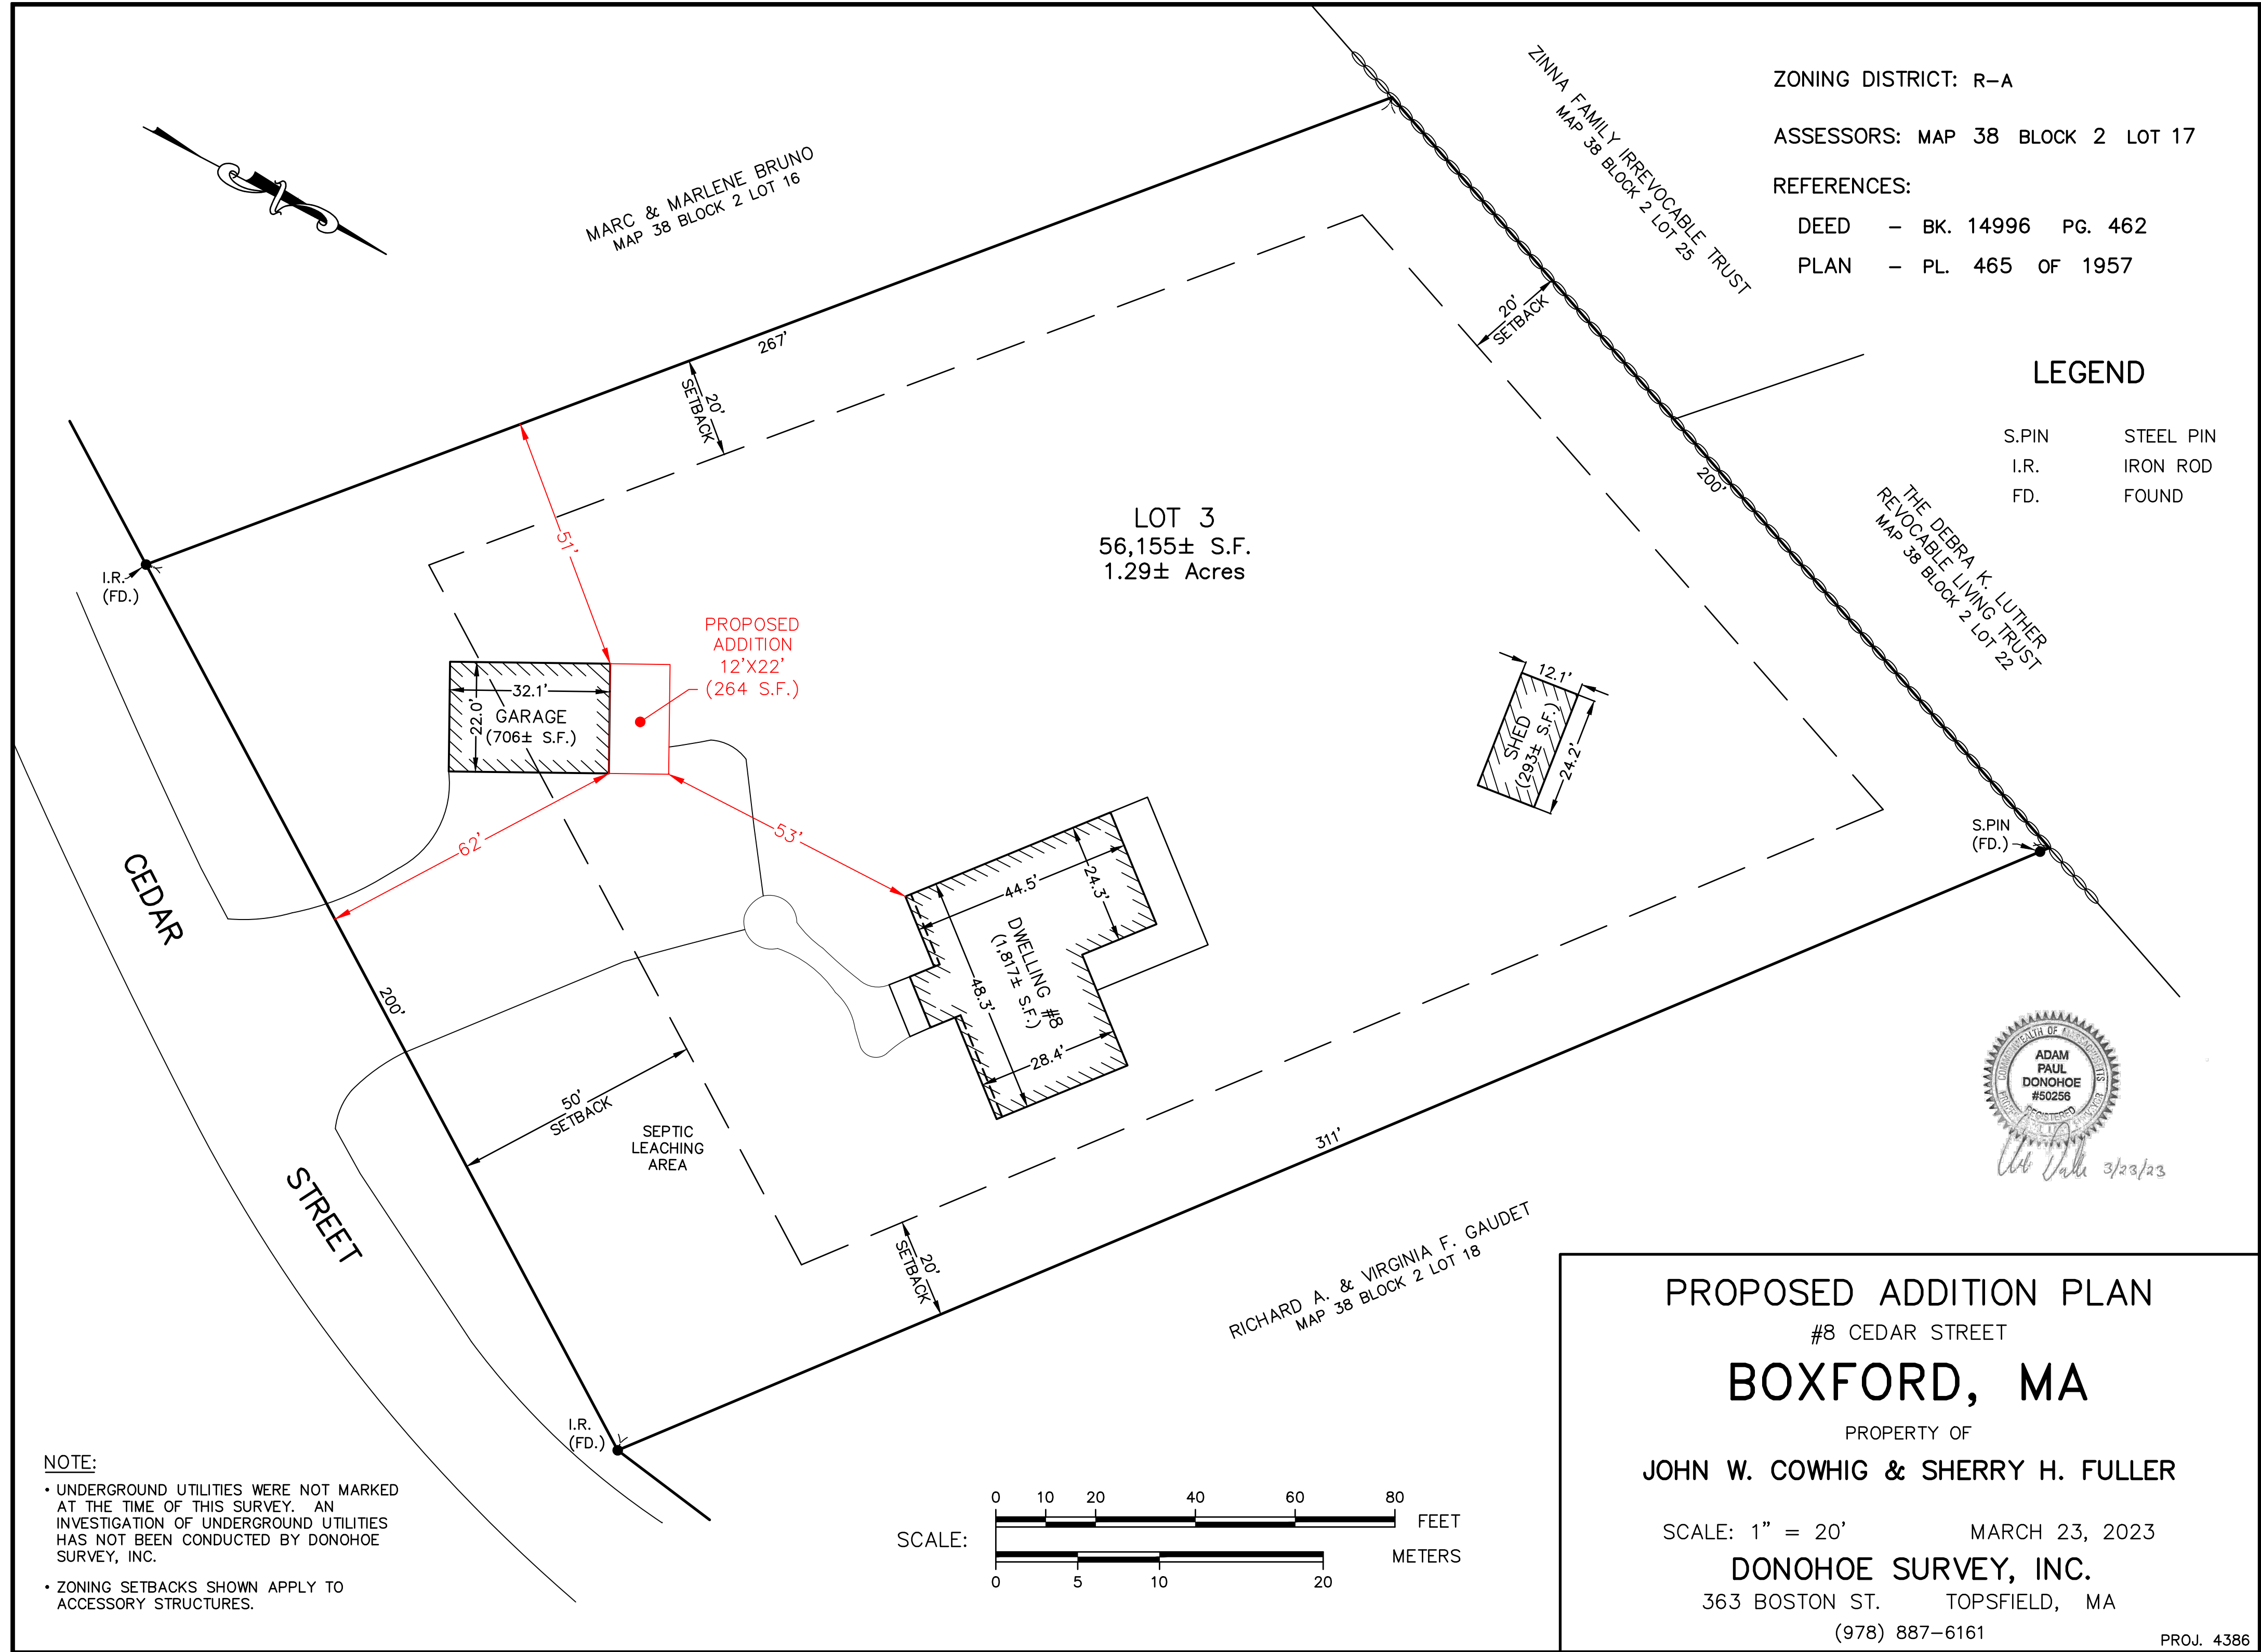 ZONING DISTRICT: R-A
ASSESSORS: MAP 38 BLOCK 2 LOT 17
REFERENCES:
DEED - BK. 14996 PG. 462
PLAN - PL. 465 OF 1957
LEGEND
S.PIN STEEL PIN
I.R. IRON ROD
FD. FOUND
MARC & MARLENE BRUNO
MAP 38 BLOCK 2 LOT 16
ZINNA FAMILY IRREVOCABLE TRUST
MAP 38 BLOCK 2 LOT 25
THE DEBRA K. LUTHER
REVOCABLE LIVING TRUST
MAP 38 BLOCK 2 LOT 22
267'
20'
SETBACK
20'
SETBACK
200'
51'
LOT 3
56,155± S.F.
1.29± Acres
I.R.
(FD.)
PROPOSED
ADDITION
12'X22'
(264 S.F.)
32.1'
22.0'
GARAGE
(706± S.F.)
12.1'
SHED
(293± S.F.)
24.2'
S.PIN
(FD.)
62'
53'
CEDAR
STREET
44.5'
24.3'
DWELLING #8
(1,817± S.F.)
48.3'
28.4'
200'
50'
SETBACK
SEPTIC
LEACHING
AREA
311'
20'
SETBACK
RICHARD A. & VIRGINIA F. GAUDET
MAP 38 BLOCK 2 LOT 18
I.R.
(FD.)
COMMONWEALTH OF MASSACHUSETTS
ADAM
PAUL
DONOHOE
#50256
REGISTERED
3/23/23
NOTE:
• UNDERGROUND UTILITIES WERE NOT MARKED
AT THE TIME OF THIS SURVEY. AN
INVESTIGATION OF UNDERGROUND UTILITIES
HAS NOT BEEN CONDUCTED BY DONOHOE
SURVEY, INC.
• ZONING SETBACKS SHOWN APPLY TO
ACCESSORY STRUCTURES.
0 10 20 40 60 80
SCALE:
FEET
METERS
0 5 10 20
PROPOSED ADDITION PLAN
#8 CEDAR STREET
BOXFORD, MA
PROPERTY OF
JOHN W. COWHIG & SHERRY H. FULLER
SCALE: 1" = 20' MARCH 23, 2023
DONOHOE SURVEY, INC.
363 BOSTON ST. TOPSFIELD, MA
(978) 887-6161
PROJ. 4386